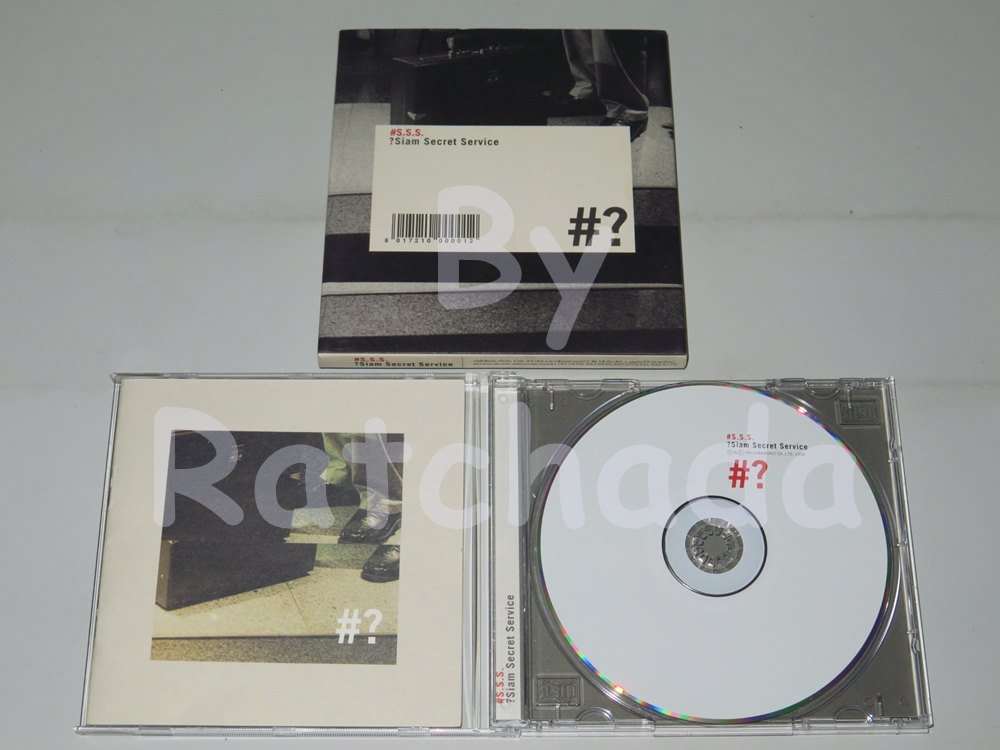 #S.S.S.
?Siam Secret Service
#?
8 017210 000012
By
#S.S.S.
?Siam Secret Service
Ratchada
#?
#S.S.S.
?Siam Secret Service
#S.S.S.
?Siam Secret Service
#?